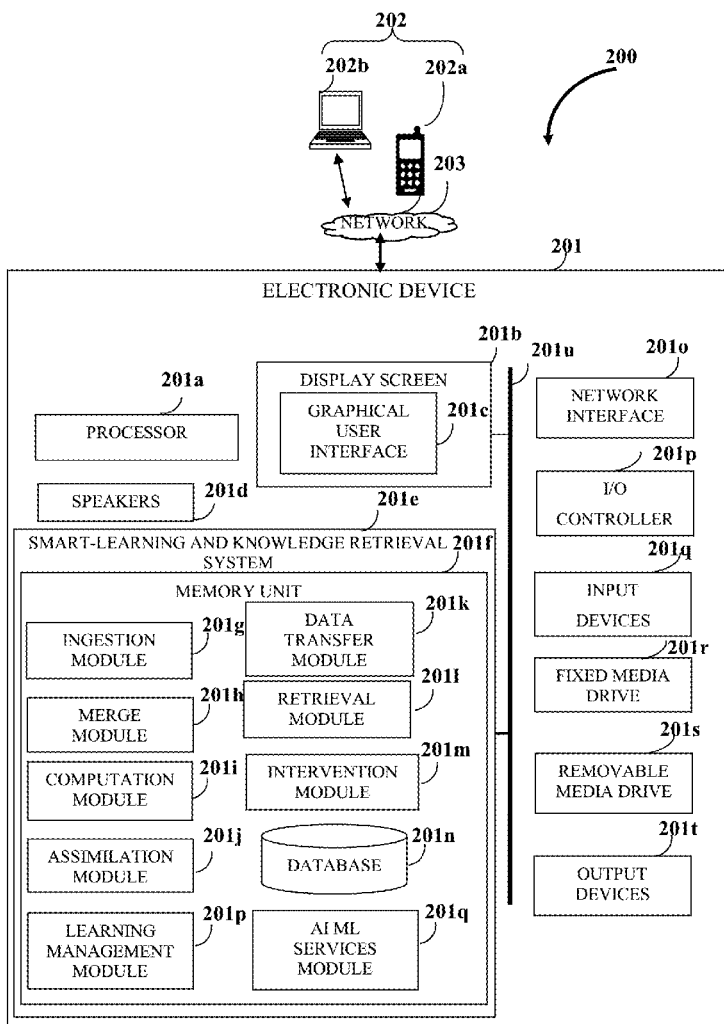 202
202b
202a
200
203
NETWORK
201
ELECTRONIC DEVICE
201b
201u
201o
DISPLAY SCREEN
201a
201c
NETWORK
INTERFACE
GRAPHICAL
USER
INTERFACE
PROCESSOR
201p
SPEAKERS
201d
I/O
CONTROLLER
201e
SMART-LEARNING AND KNOWLEDGE RETRIEVAL
SYSTEM
201f
201q
MEMORY UNIT
INPUT
DEVICES
201g
201k
INGESTION
MODULE
DATA
TRANSFER
MODULE
201r
FIXED MEDIA
DRIVE
201h
201l
MERGE
MODULE
RETRIEVAL
MODULE
201s
201i
201m
COMPUTATION
MODULE
INTERVENTION
MODULE
REMOVABLE
MEDIA DRIVE
201j
201n
201t
ASSIMILATION
MODULE
DATABASE
OUTPUT
DEVICES
201p
201q
LEARNING
MANAGEMENT
MODULE
AI ML
SERVICES
MODULE